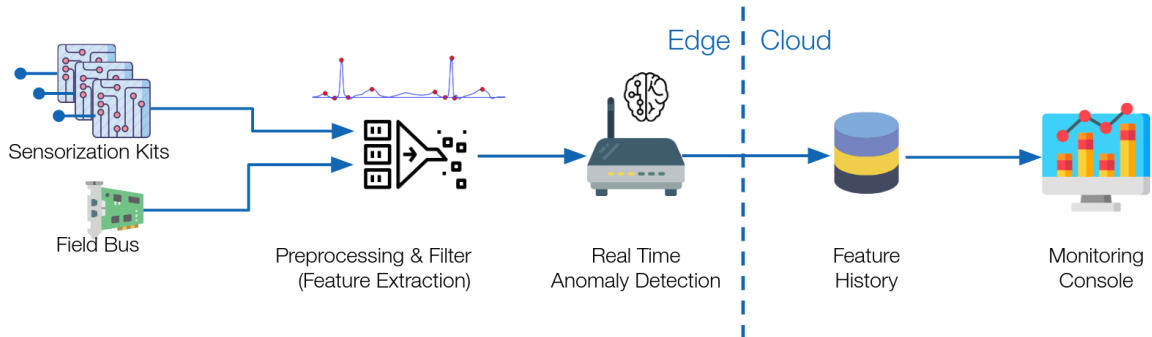 Edge
Cloud
Sensorization Kits
Field Bus
Preprocessing & Filter
(Feature Extraction)
Real Time
Anomaly Detection
Feature
History
Monitoring
Console